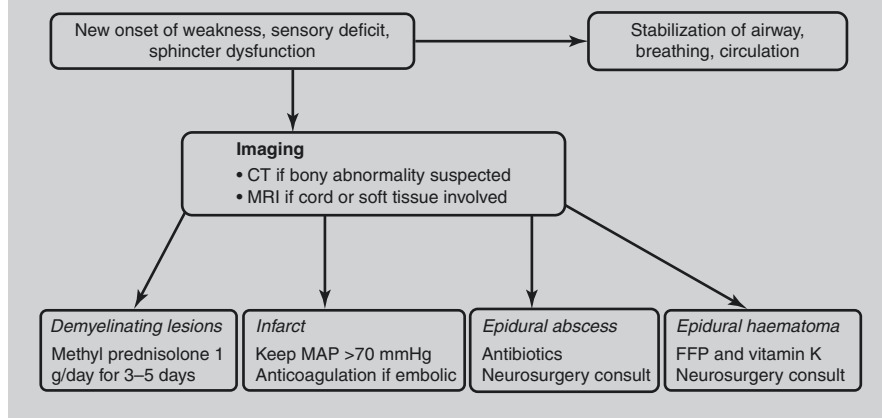 New onset of weakness, sensory deficit,
sphincter dysfunction
Stabilization of airway,
breathing, circulation
Imaging
• CT if bony abnormality suspected
• MRI if cord or soft tissue involved
Demyelinating lesions
Methyl prednisolone 1
g/day for 3–5 days
Infarct
Keep MAP >70 mmHg
Anticoagulation if embolic
Epidural abscess
Antibiotics
Neurosurgery consult
Epidural haematoma
FFP and vitamin K
Neurosurgery consult